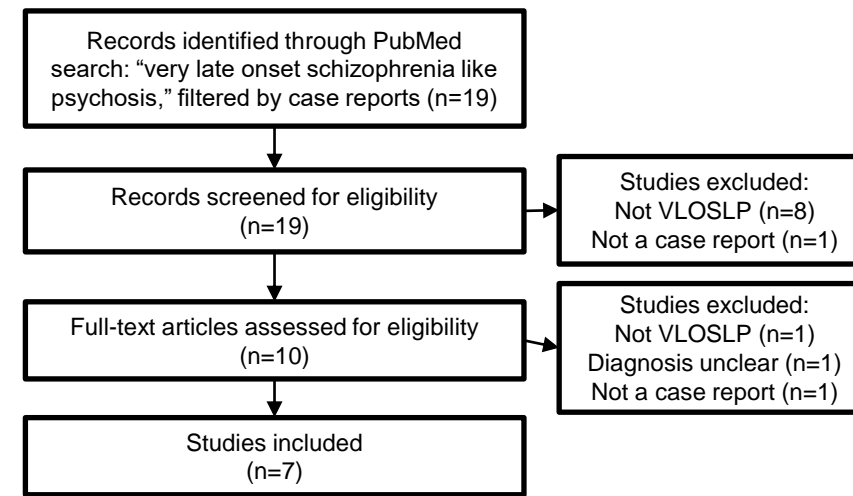 Records identified through PubMed
search: “very late onset schizophrenia like
psychosis,” filtered by case reports (n=19)
Records screened for eligibility
(n=19)
Studies excluded:
Not VLOSLP (n=8)
Not a case report (n=1)
Full-text articles assessed for eligibility
(n=10)
Studies excluded:
Not VLOSLP (n=1)
Diagnosis unclear (n=1)
Not a case report (n=1)
Studies included
(n=7)